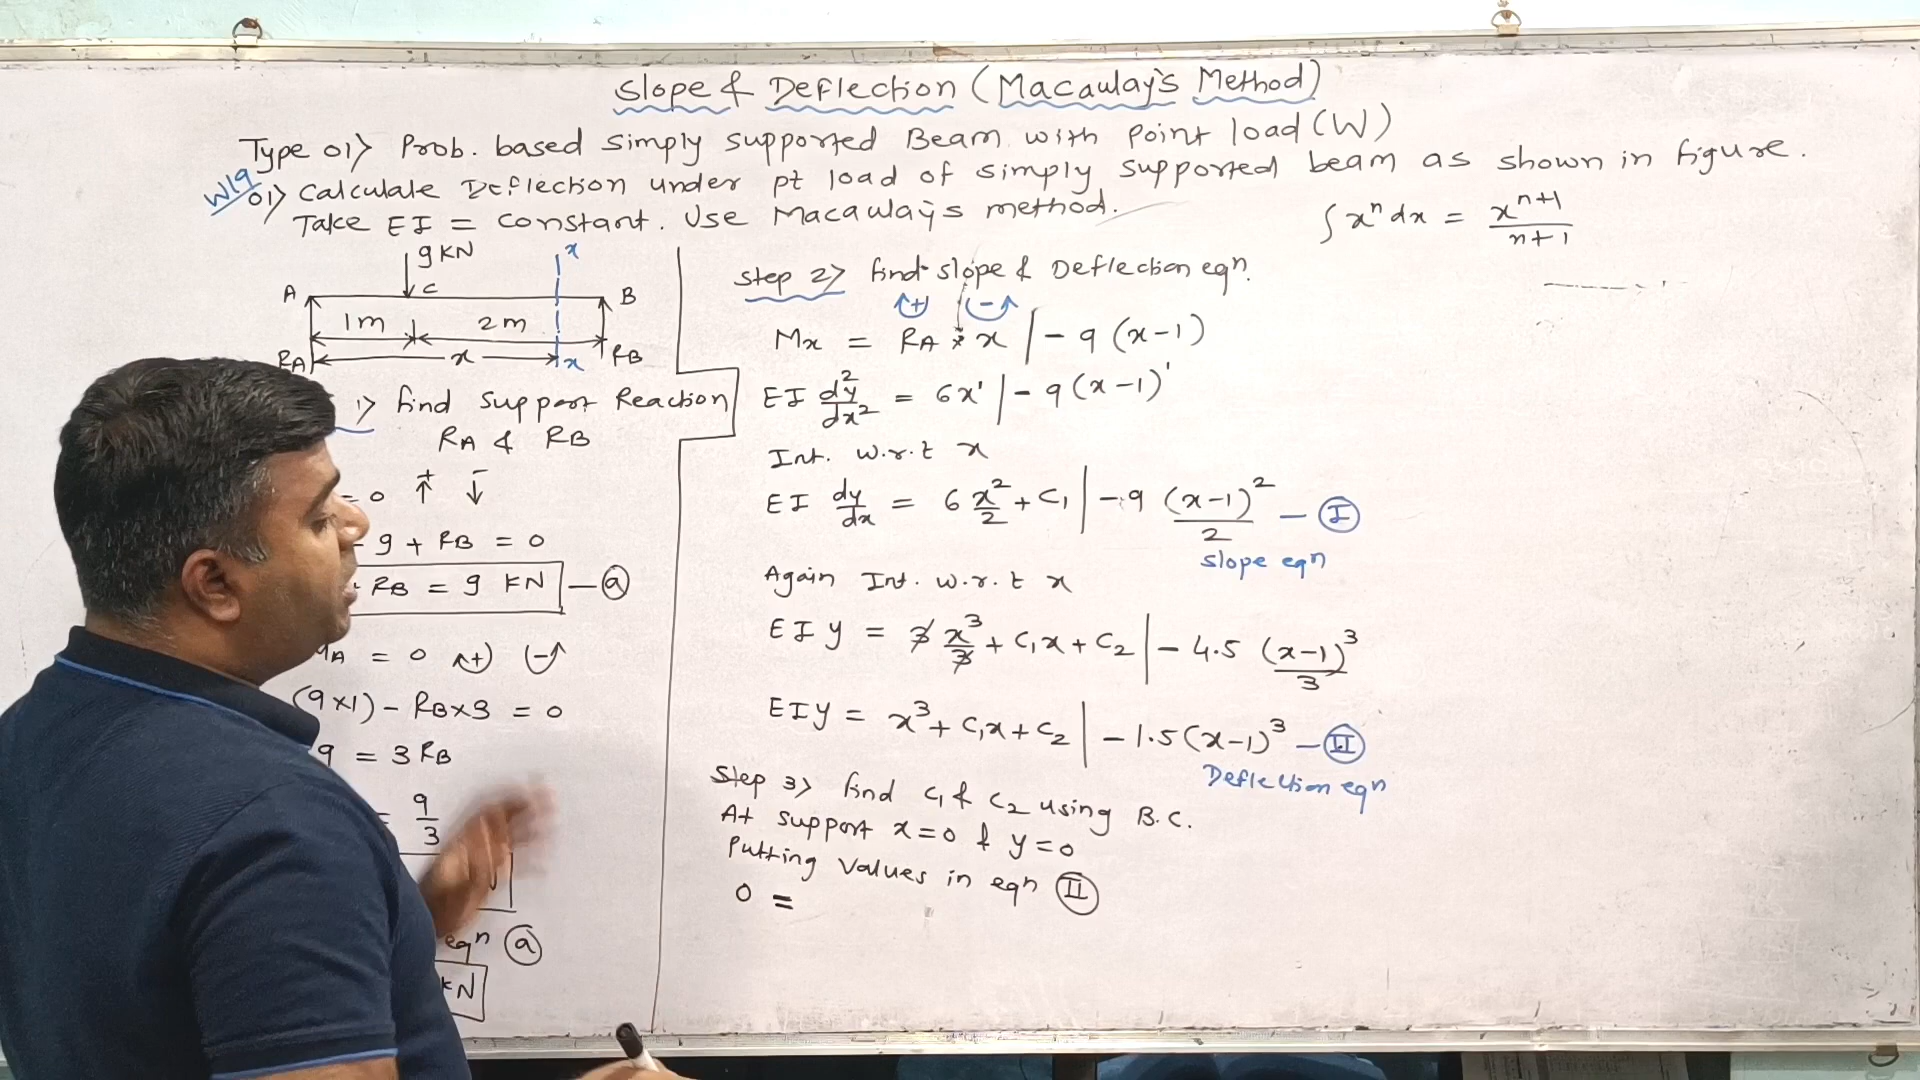 Slope & Deflection (Macaulay's Method)
Type 01> Prob. based simply supported Beam with point load (W)
W19
01> Calculate Deflection under pt load of simply supported beam as shown in figure.
Take EI = constant. Use Macaulay's method.
∫ xⁿ dx = xⁿ⁺¹ / n+1
9 KN
x
A C B
1m 2m
RA x x RB
1> find support Reaction
RA & RB
= 0 ↑+ ↓-
- 9 + RB = 0
+ RB = 9 KN — (a)
MA = 0 (+) (-)
(9×1) - RB×3 = 0
9 = 3 RB
= 9/3
N
eqn (a)
KN
Step 2> find slope & Deflection eqn.
(+) (-)
Mx = RA × x | - 9 (x-1)
EI d²y/dx² = 6x' | - 9 (x-1)'
Int. w.r.t x
EI dy/dx = 6 x²/2 + C₁ | - 9 (x-1)²/2 — (I)
slope eqn
Again Int. w.r.t x
EI y = 3 x³/3 + C₁x + C₂ | - 4.5 (x-1)³/3
EIy = x³ + C₁x + C₂ | - 1.5 (x-1)³ — (II)
Deflection eqn
Step 3> find C₁ & C₂ using B.C.
At support x=0 & y=0
Putting values in eqn (II)
0 =